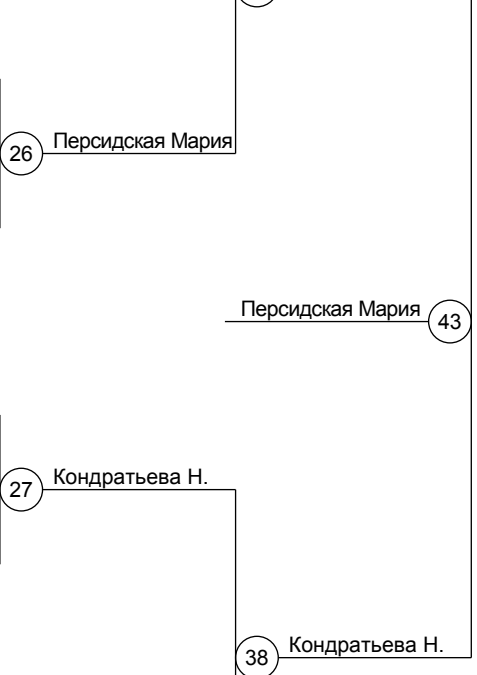 26 Персидская Мария
Персидская Мария 43
27 Кондратьева Н.
38 Кондратьева Н.